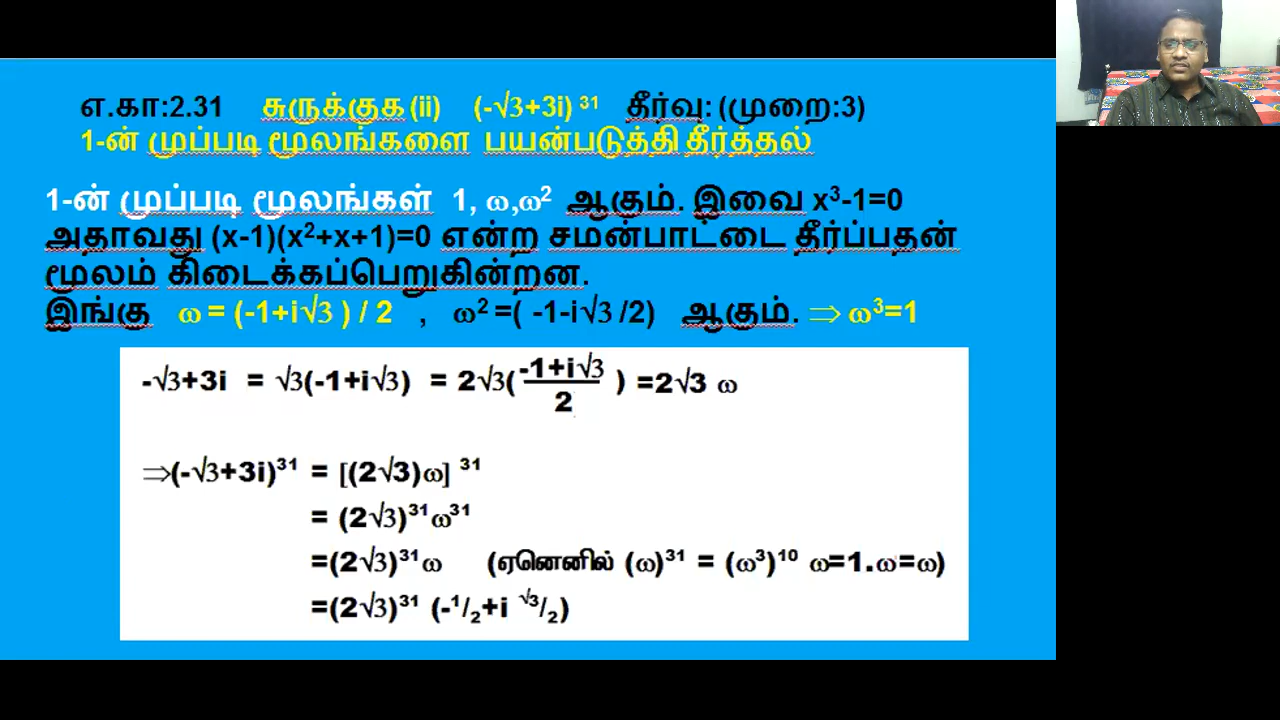 எ.கா:2.31 சுருக்குக (ii) (-√3+3i) ³¹ தீர்வு: (முறை:3)
1-ன் முப்படி மூலங்களை பயன்படுத்தி தீர்த்தல்
1-ன் முப்படி மூலங்கள் 1, ω,ω² ஆகும். இவை x³-1=0
அதாவது (x-1)(x²+x+1)=0 என்ற சமன்பாட்டை தீர்ப்பதன்
மூலம் கிடைக்கப்பெறுகின்றன.
இங்கு ω = (-1+i√3 ) / 2 , ω² =( -1-i√3 /2) ஆகும். ⇒ ω³=1
-√3+3i = √3(-1+i√3) = 2√3( (-1+i√3)/2 ) =2√3 ω
⇒(-√3+3i)³¹ = [(2√3)ω] ³¹
= (2√3)³¹ω³¹
=(2√3)³¹ω (ஏனெனில் (ω)³¹ = (ω³)¹⁰ ω=1.ω=ω)
=(2√3)³¹ (-¹/₂+i √³/₂)